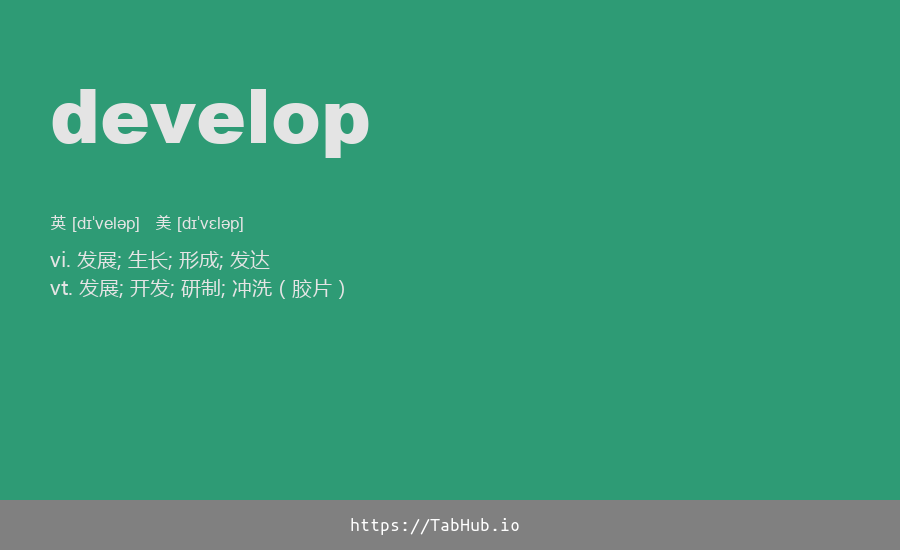 develop
英 [dɪˈveləp] 美 [dɪˈvɛləp]
vi. 发展; 生长; 形成; 发达
vt. 发展; 开发; 研制; 冲洗 ( 胶片 )
https://TabHub.io